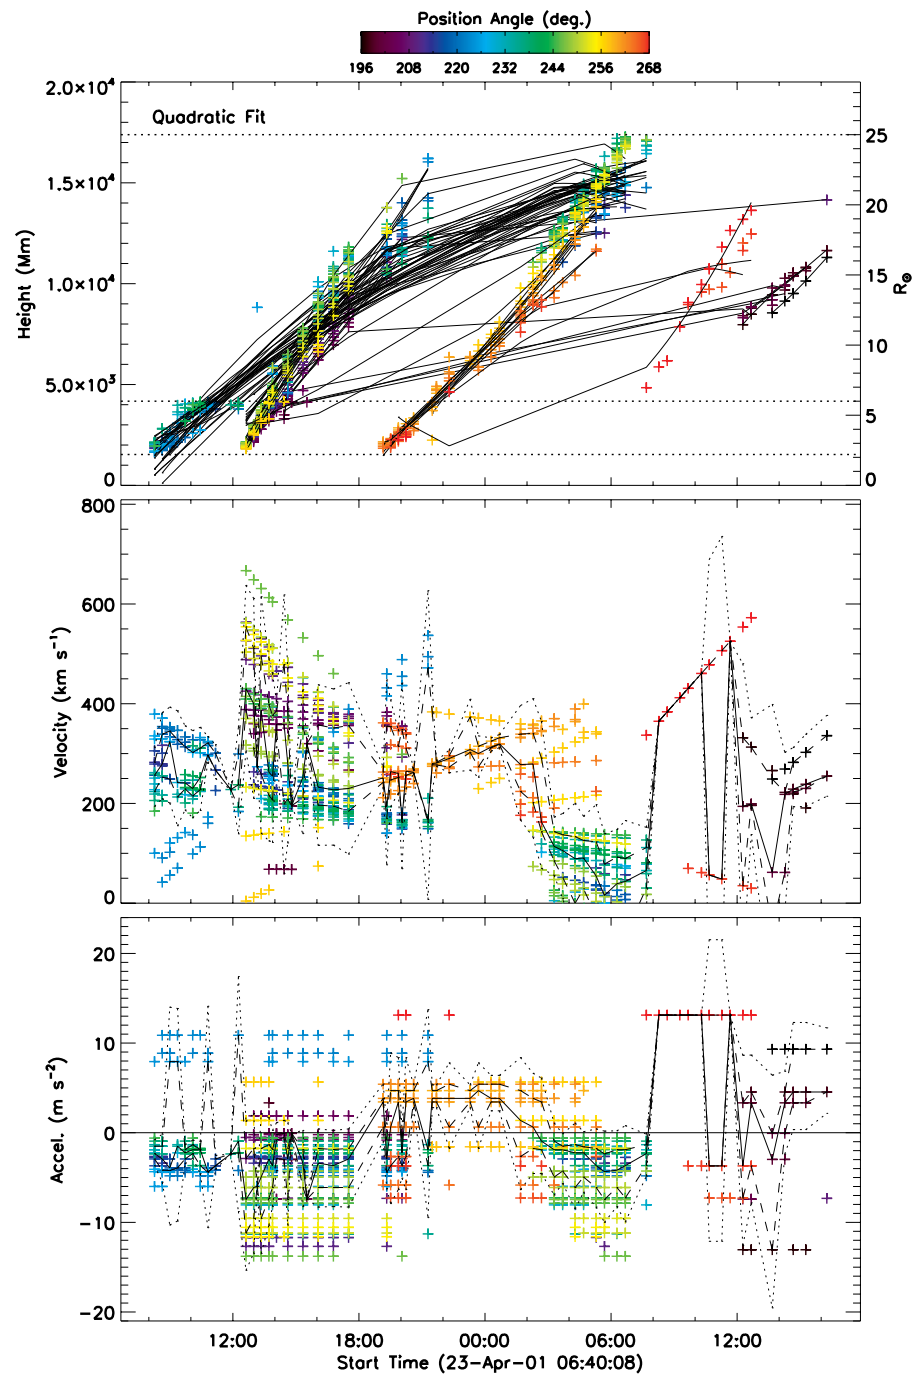 Position Angle (deg.)
196 208 220 232 244 256 268
Quadratic Fit
2.0×10⁴
1.5×10⁴
1.0×10⁴
5.0×10³
0
Height (Mm)
25
20
15
10
5
0
R⊙
800
600
400
200
0
Velocity (km s⁻¹)
20
10
0
−10
−20
Accel. (m s⁻²)
12:00 18:00 00:00 06:00 12:00
Start Time (23-Apr-01 06:40:08)